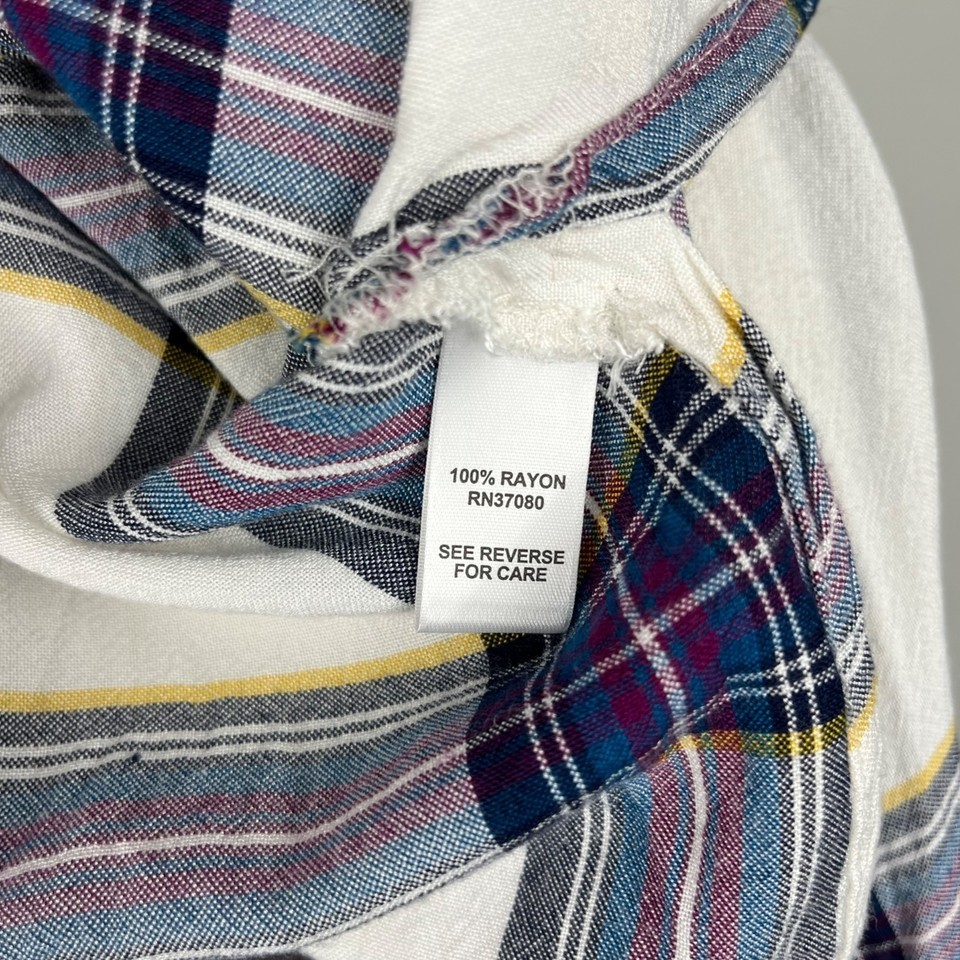 100% RAYON
RN37080
SEE REVERSE
FOR CARE